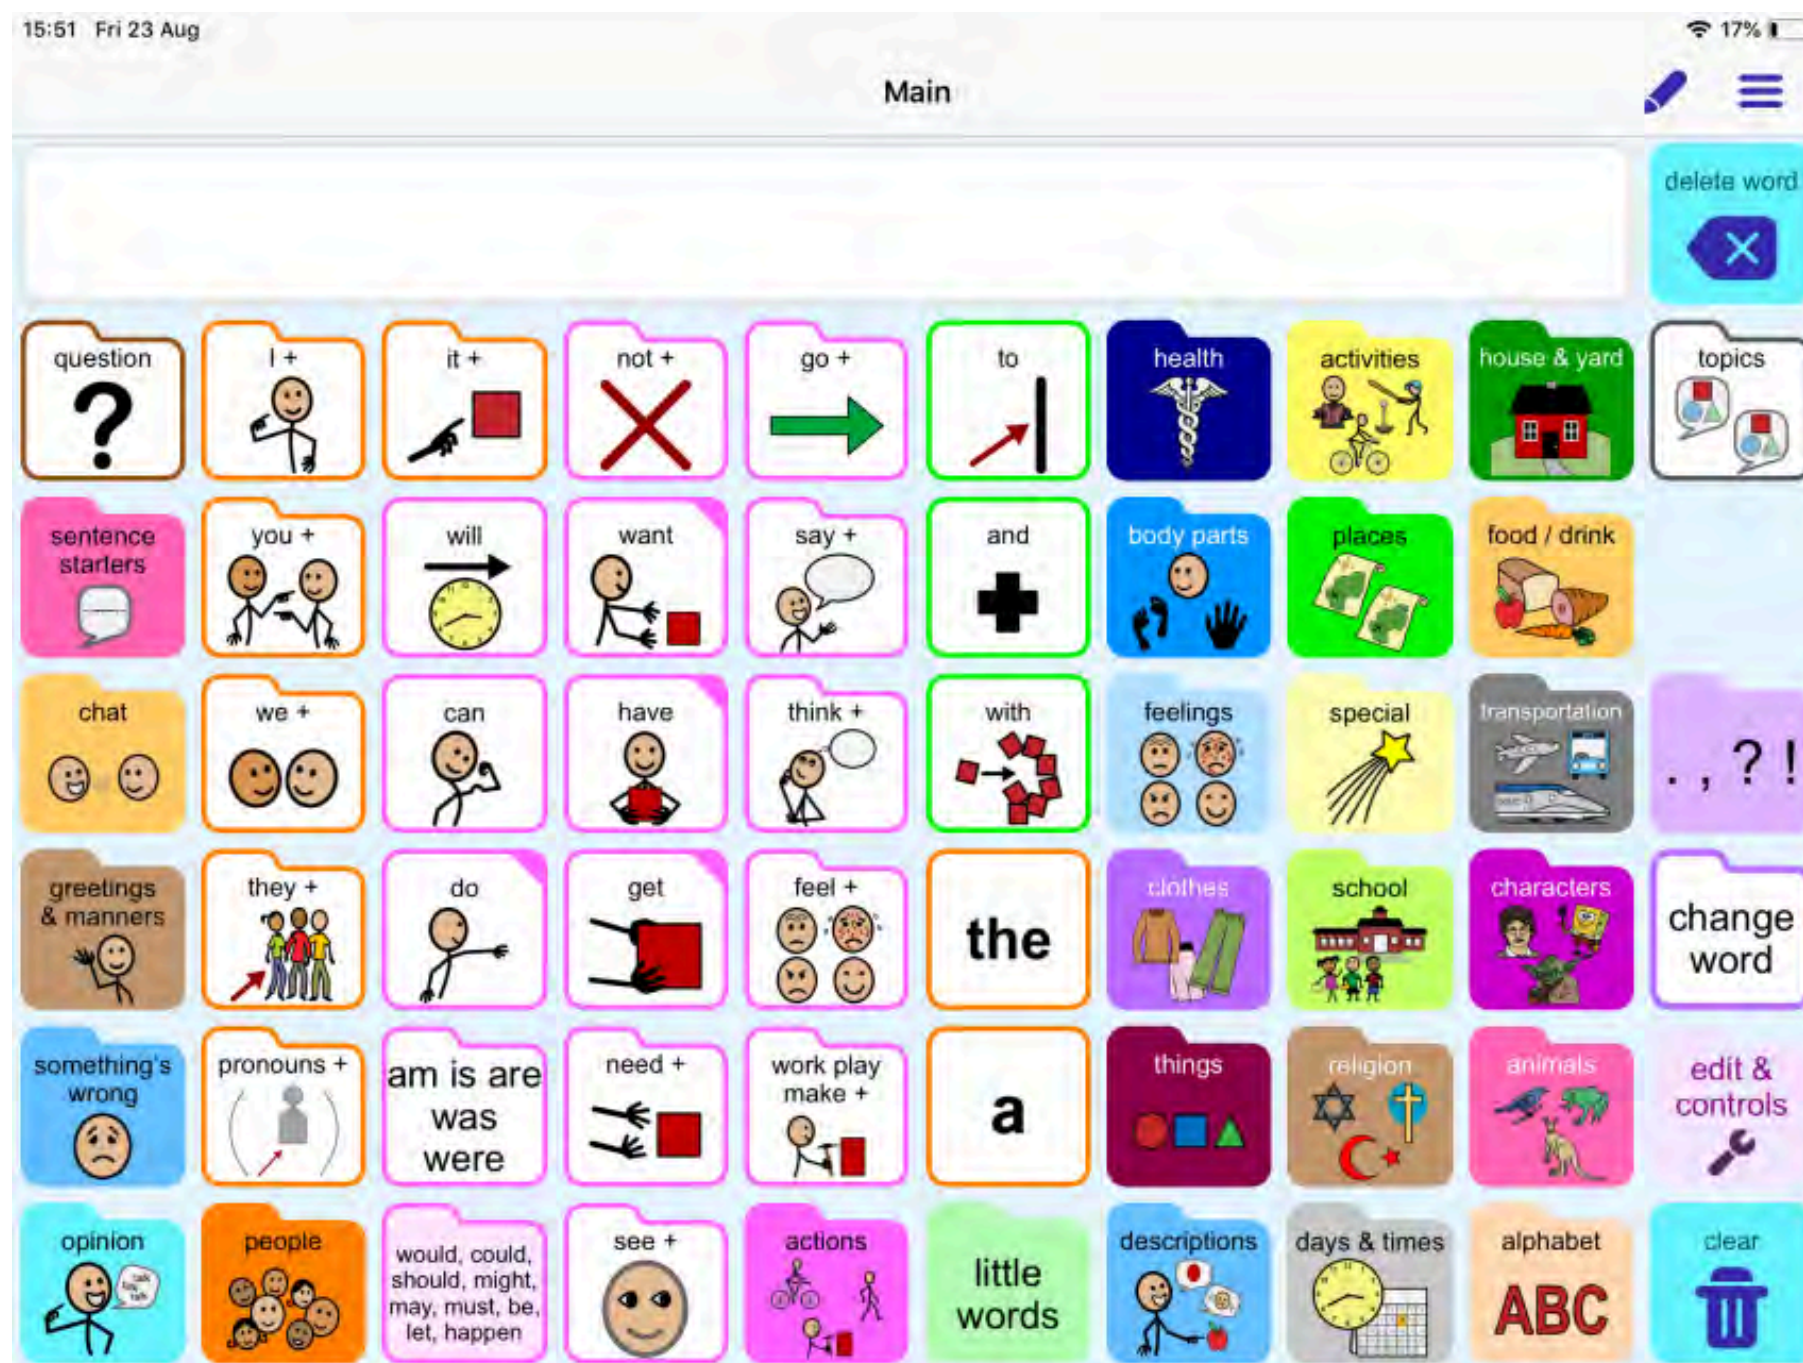 15:51 Fri 23 Aug
17%
Main
delete word
question
I +
it +
not +
go +
to
health
activities
house & yard
topics
sentence
starters
you +
will
want
say +
and
body parts
places
food / drink
chat
we +
can
have
think +
with
feelings
special
transportation
. , ? !
greetings
& manners
they +
do
get
feel +
the
clothes
school
characters
change
word
something's
wrong
pronouns +
am is are
was
were
need +
work play
make +
a
things
religion
animals
edit &
controls
opinion
talk
talk
people
would, could,
should, might,
may, must, be,
let, happen
see +
actions
little
words
descriptions
days & times
alphabet
ABC
clear